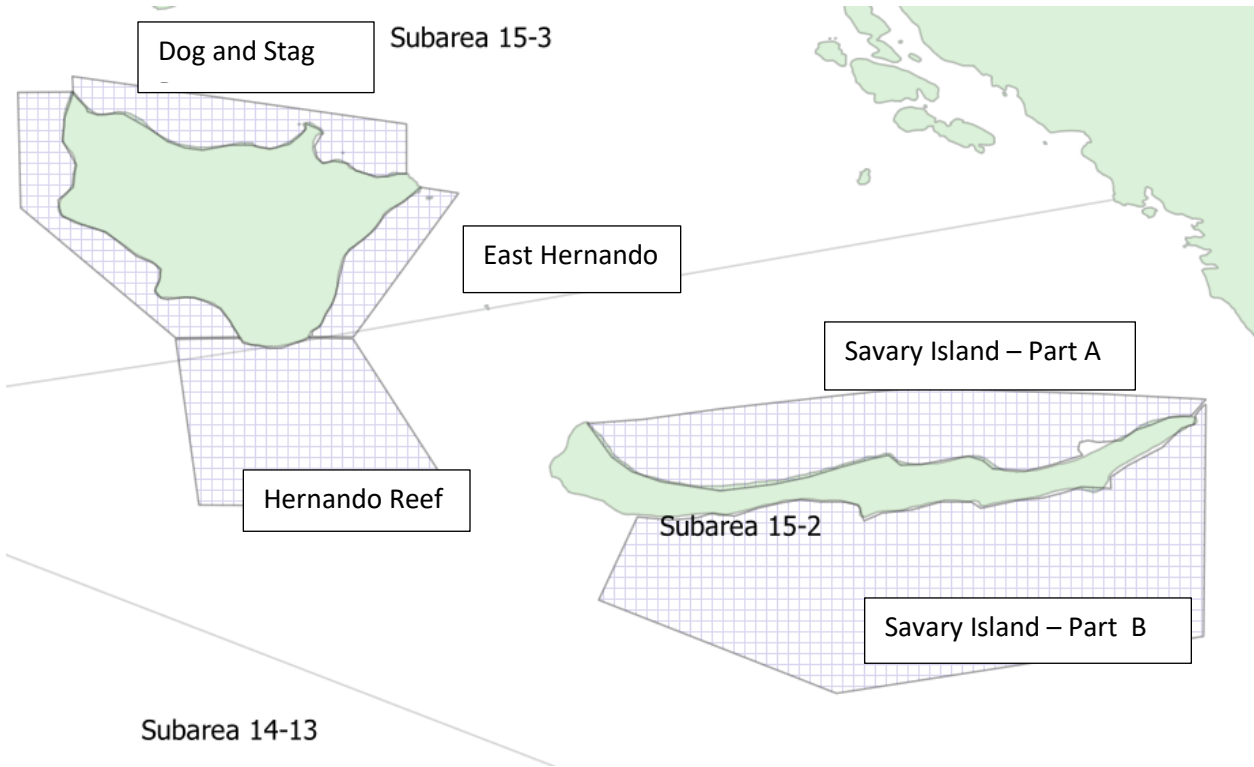 Dog and Stag
Subarea 15-3
East Hernando
Savary Island – Part A
Hernando Reef
Subarea 15-2
Savary Island – Part  B
Subarea 14-13